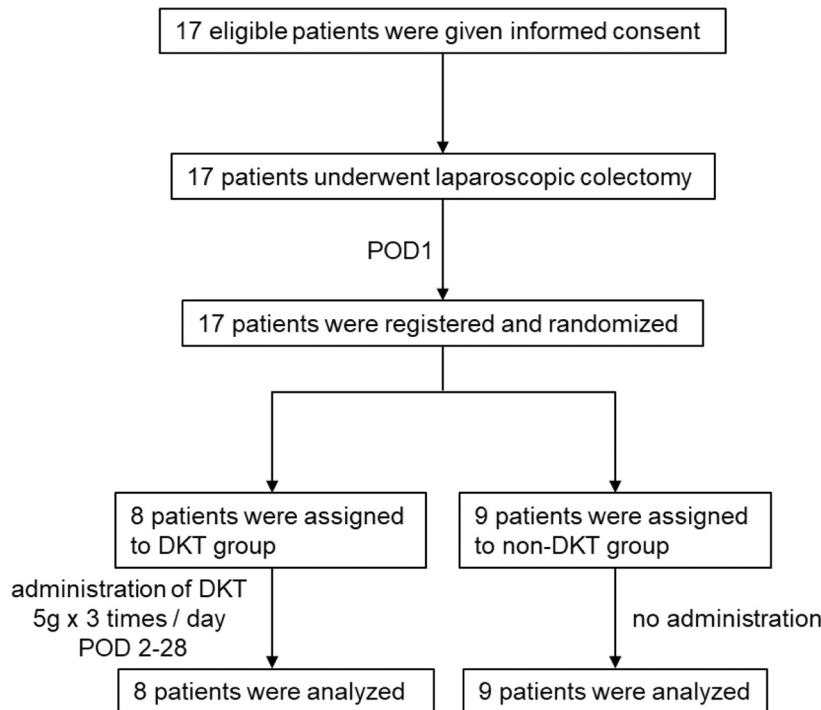 17 eligible patients were given informed consent
17 patients underwent laparoscopic colectomy
POD1
17 patients were registered and randomized
8 patients were assigned
to DKT group
9 patients were assigned
to non-DKT group
administration of DKT
5g x 3 times / day
POD 2-28
no administration
8 patients were analyzed
9 patients were analyzed